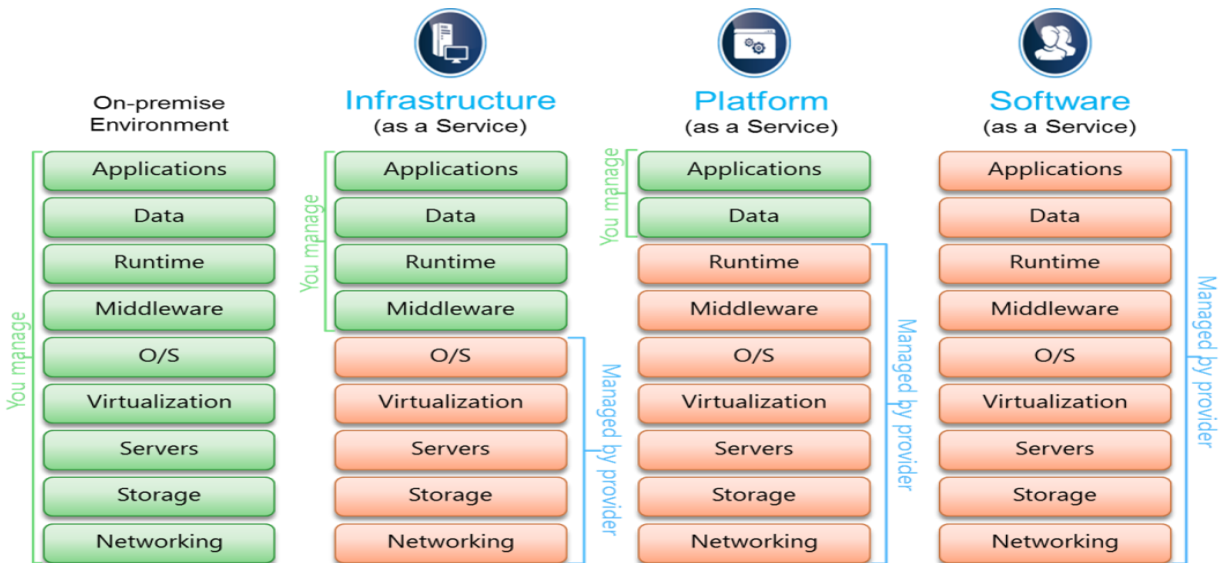 On-premise
Environment
Applications
Data
Runtime
Middleware
O/S
Virtualization
Servers
Storage
Networking
You manage
Infrastructure
(as a Service)
Applications
Data
Runtime
Middleware
O/S
Virtualization
Servers
Storage
Networking
You manage
Managed by provider
Platform
(as a Service)
Applications
Data
Runtime
Middleware
O/S
Virtualization
Servers
Storage
Networking
You manage
Managed by provider
Software
(as a Service)
Applications
Data
Runtime
Middleware
O/S
Virtualization
Servers
Storage
Networking
Managed by provider